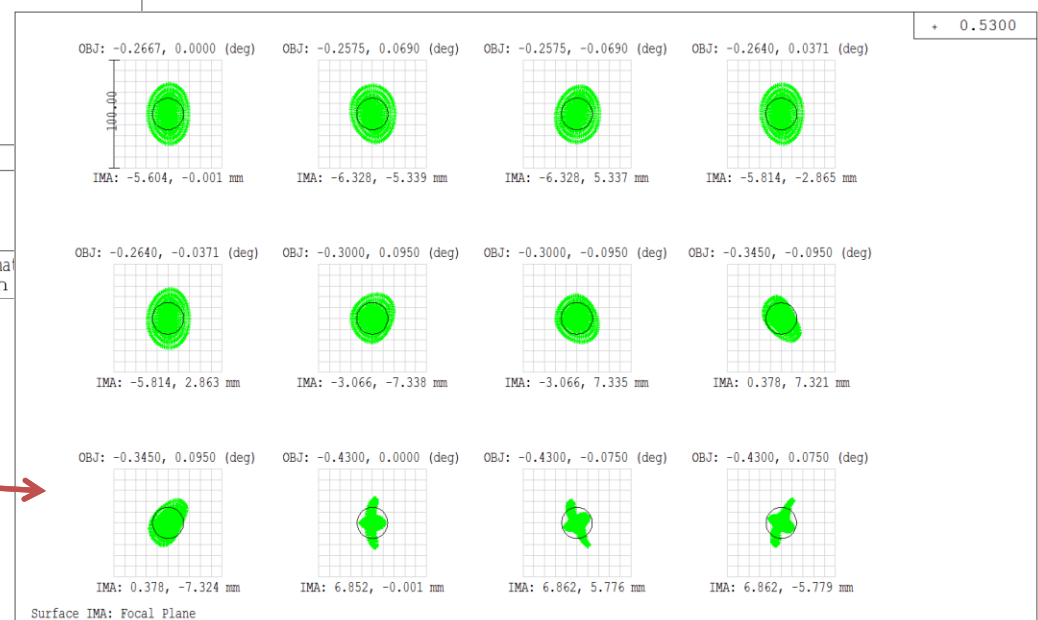 + 0.5300
OBJ: -0.2667, 0.0000 (deg) OBJ: -0.2575, 0.0690 (deg) OBJ: -0.2575, -0.0690 (deg) OBJ: -0.2640, 0.0371 (deg)
100.00
IMA: -5.604, -0.001 mm IMA: -6.328, -5.339 mm IMA: -6.328, 5.337 mm IMA: -5.814, -2.865 mm
OBJ: -0.2640, -0.0371 (deg) OBJ: -0.3000, 0.0950 (deg) OBJ: -0.3000, -0.0950 (deg) OBJ: -0.3450, -0.0950 (deg)
IMA: -5.814, 2.863 mm IMA: -3.066, -7.338 mm IMA: -3.066, 7.335 mm IMA: 0.378, 7.321 mm
OBJ: -0.3450, 0.0950 (deg) OBJ: -0.4300, 0.0000 (deg) OBJ: -0.4300, -0.0750 (deg) OBJ: -0.4300, 0.0750 (deg)
IMA: 0.378, -7.324 mm IMA: 6.852, -0.001 mm IMA: 6.862, 5.776 mm IMA: 6.862, -5.779 mm
Surface IMA: Focal Plane